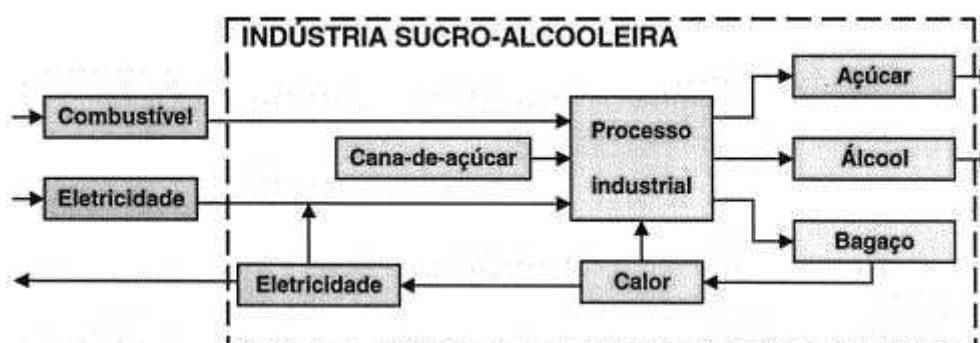 INDÚSTRIA SUCRO-ALCOOLEIRA
Combustível
Eletricidade
Cana-de-açúcar
Processo
industrial
Açúcar
Álcool
Bagaço
Eletricidade
Calor